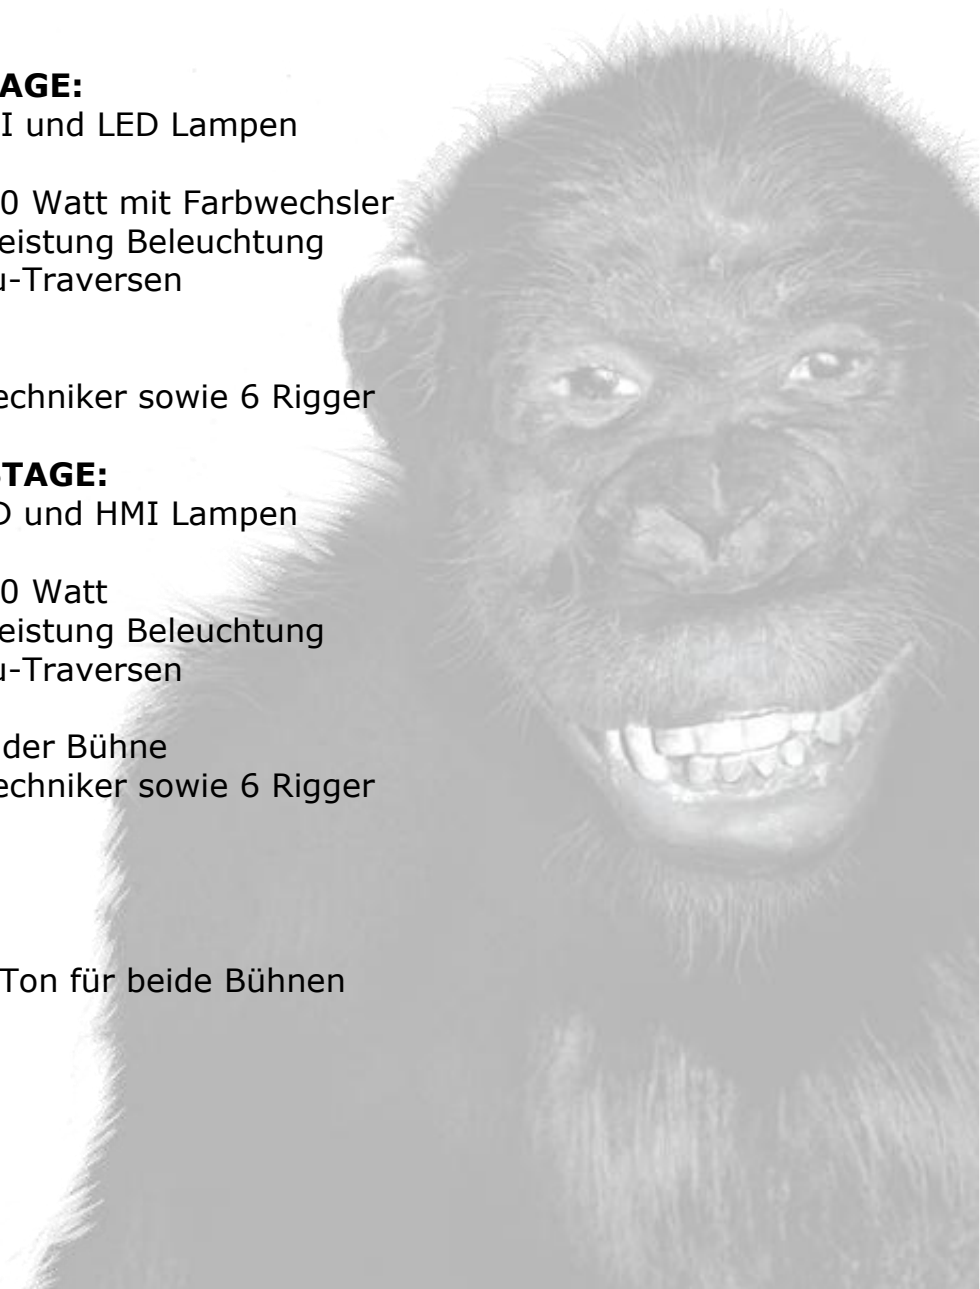 AGE:
I und LED Lampen
0 Watt mit Farbwechsler
eistung Beleuchtung
u-Traversen
echniker sowie 6 Rigger
STAGE:
D und HMI Lampen
0 Watt
eistung Beleuchtung
u-Traversen
der Bühne
echniker sowie 6 Rigger
Ton für beide Bühnen